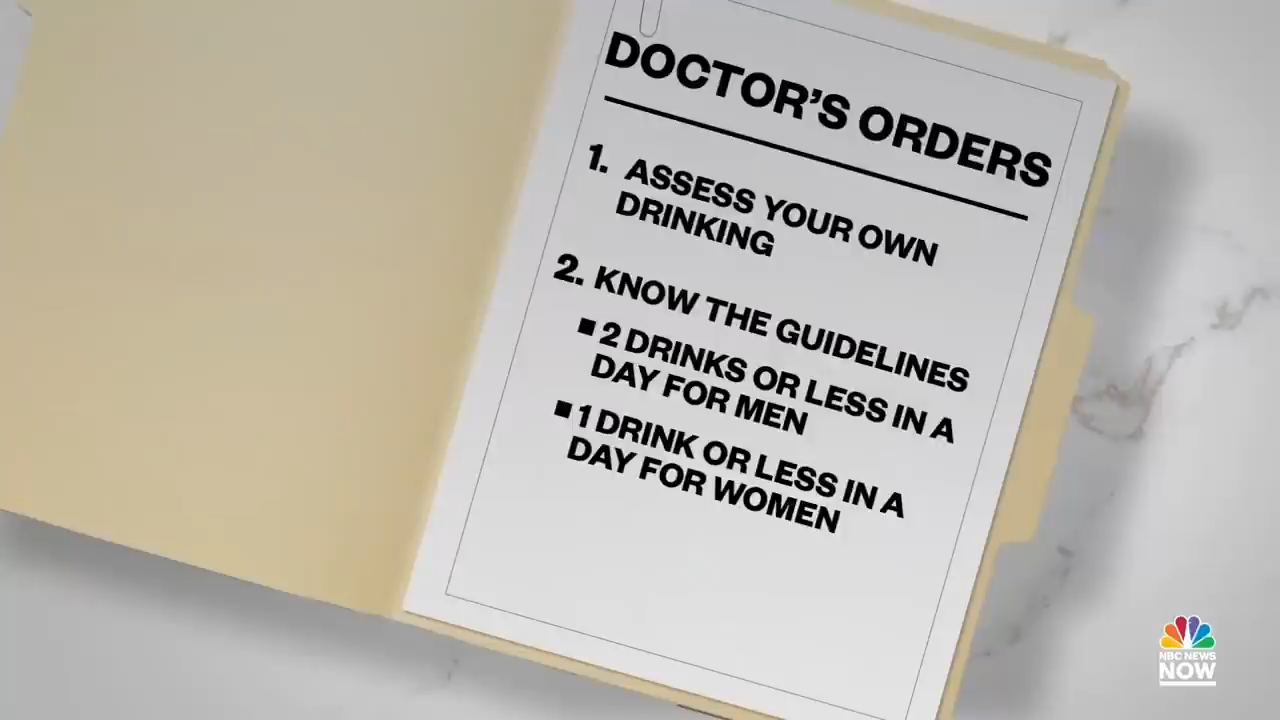 DOCTOR'S ORDERS
1. ASSESS YOUR OWN
DRINKING
2. KNOW THE GUIDELINES
■ 2 DRINKS OR LESS IN A
DAY FOR MEN
■ 1 DRINK OR LESS IN A
DAY FOR WOMEN
NBC NEWS
NOW